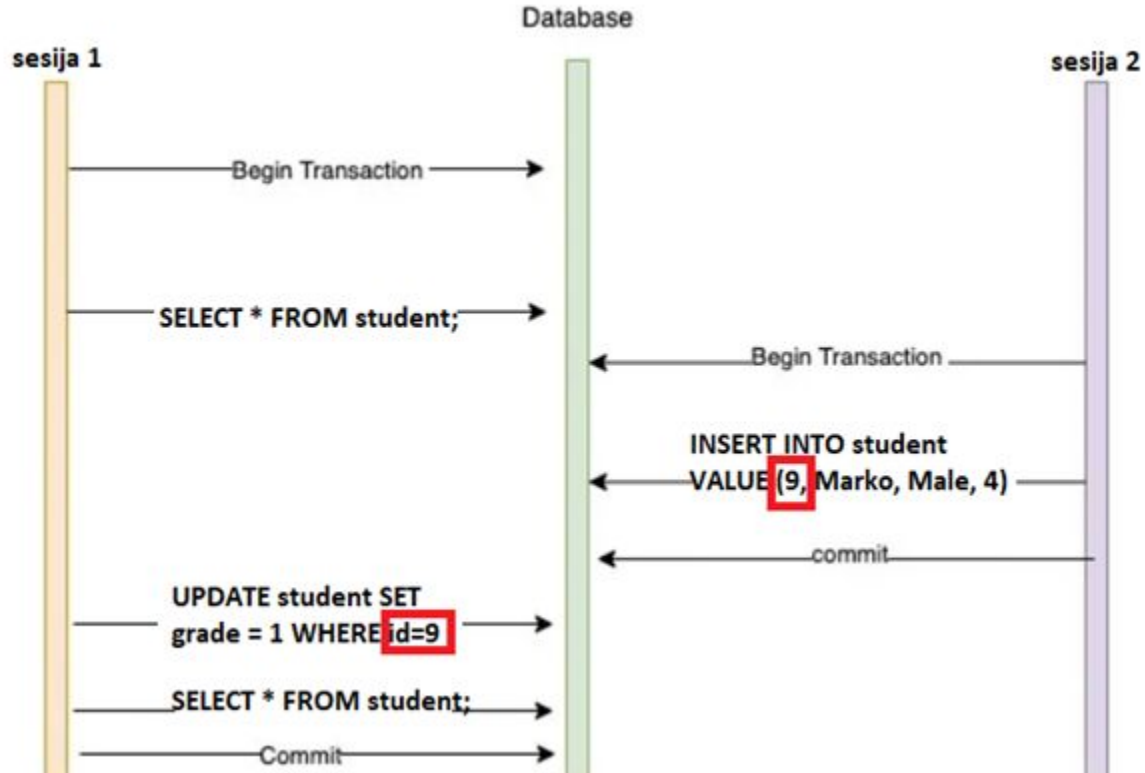 Database
sesija 1
sesija 2
Begin Transaction
SELECT * FROM student;
Begin Transaction
INSERT INTO student
VALUE (9, Marko, Male, 4)
commit
UPDATE student SET
grade = 1 WHERE id=9
SELECT * FROM student;
Commit